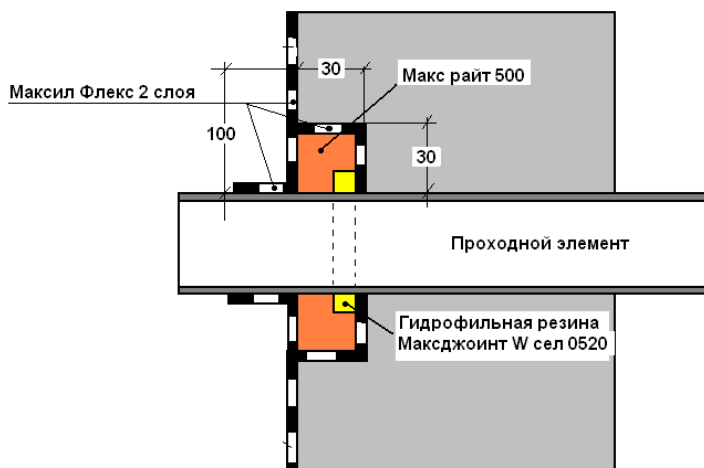 30
Макс райт 500
Максил Флекс 2 слоя
100
30
Проходной элемент
Гидрофильная резина
Максджоинт W сел 0520